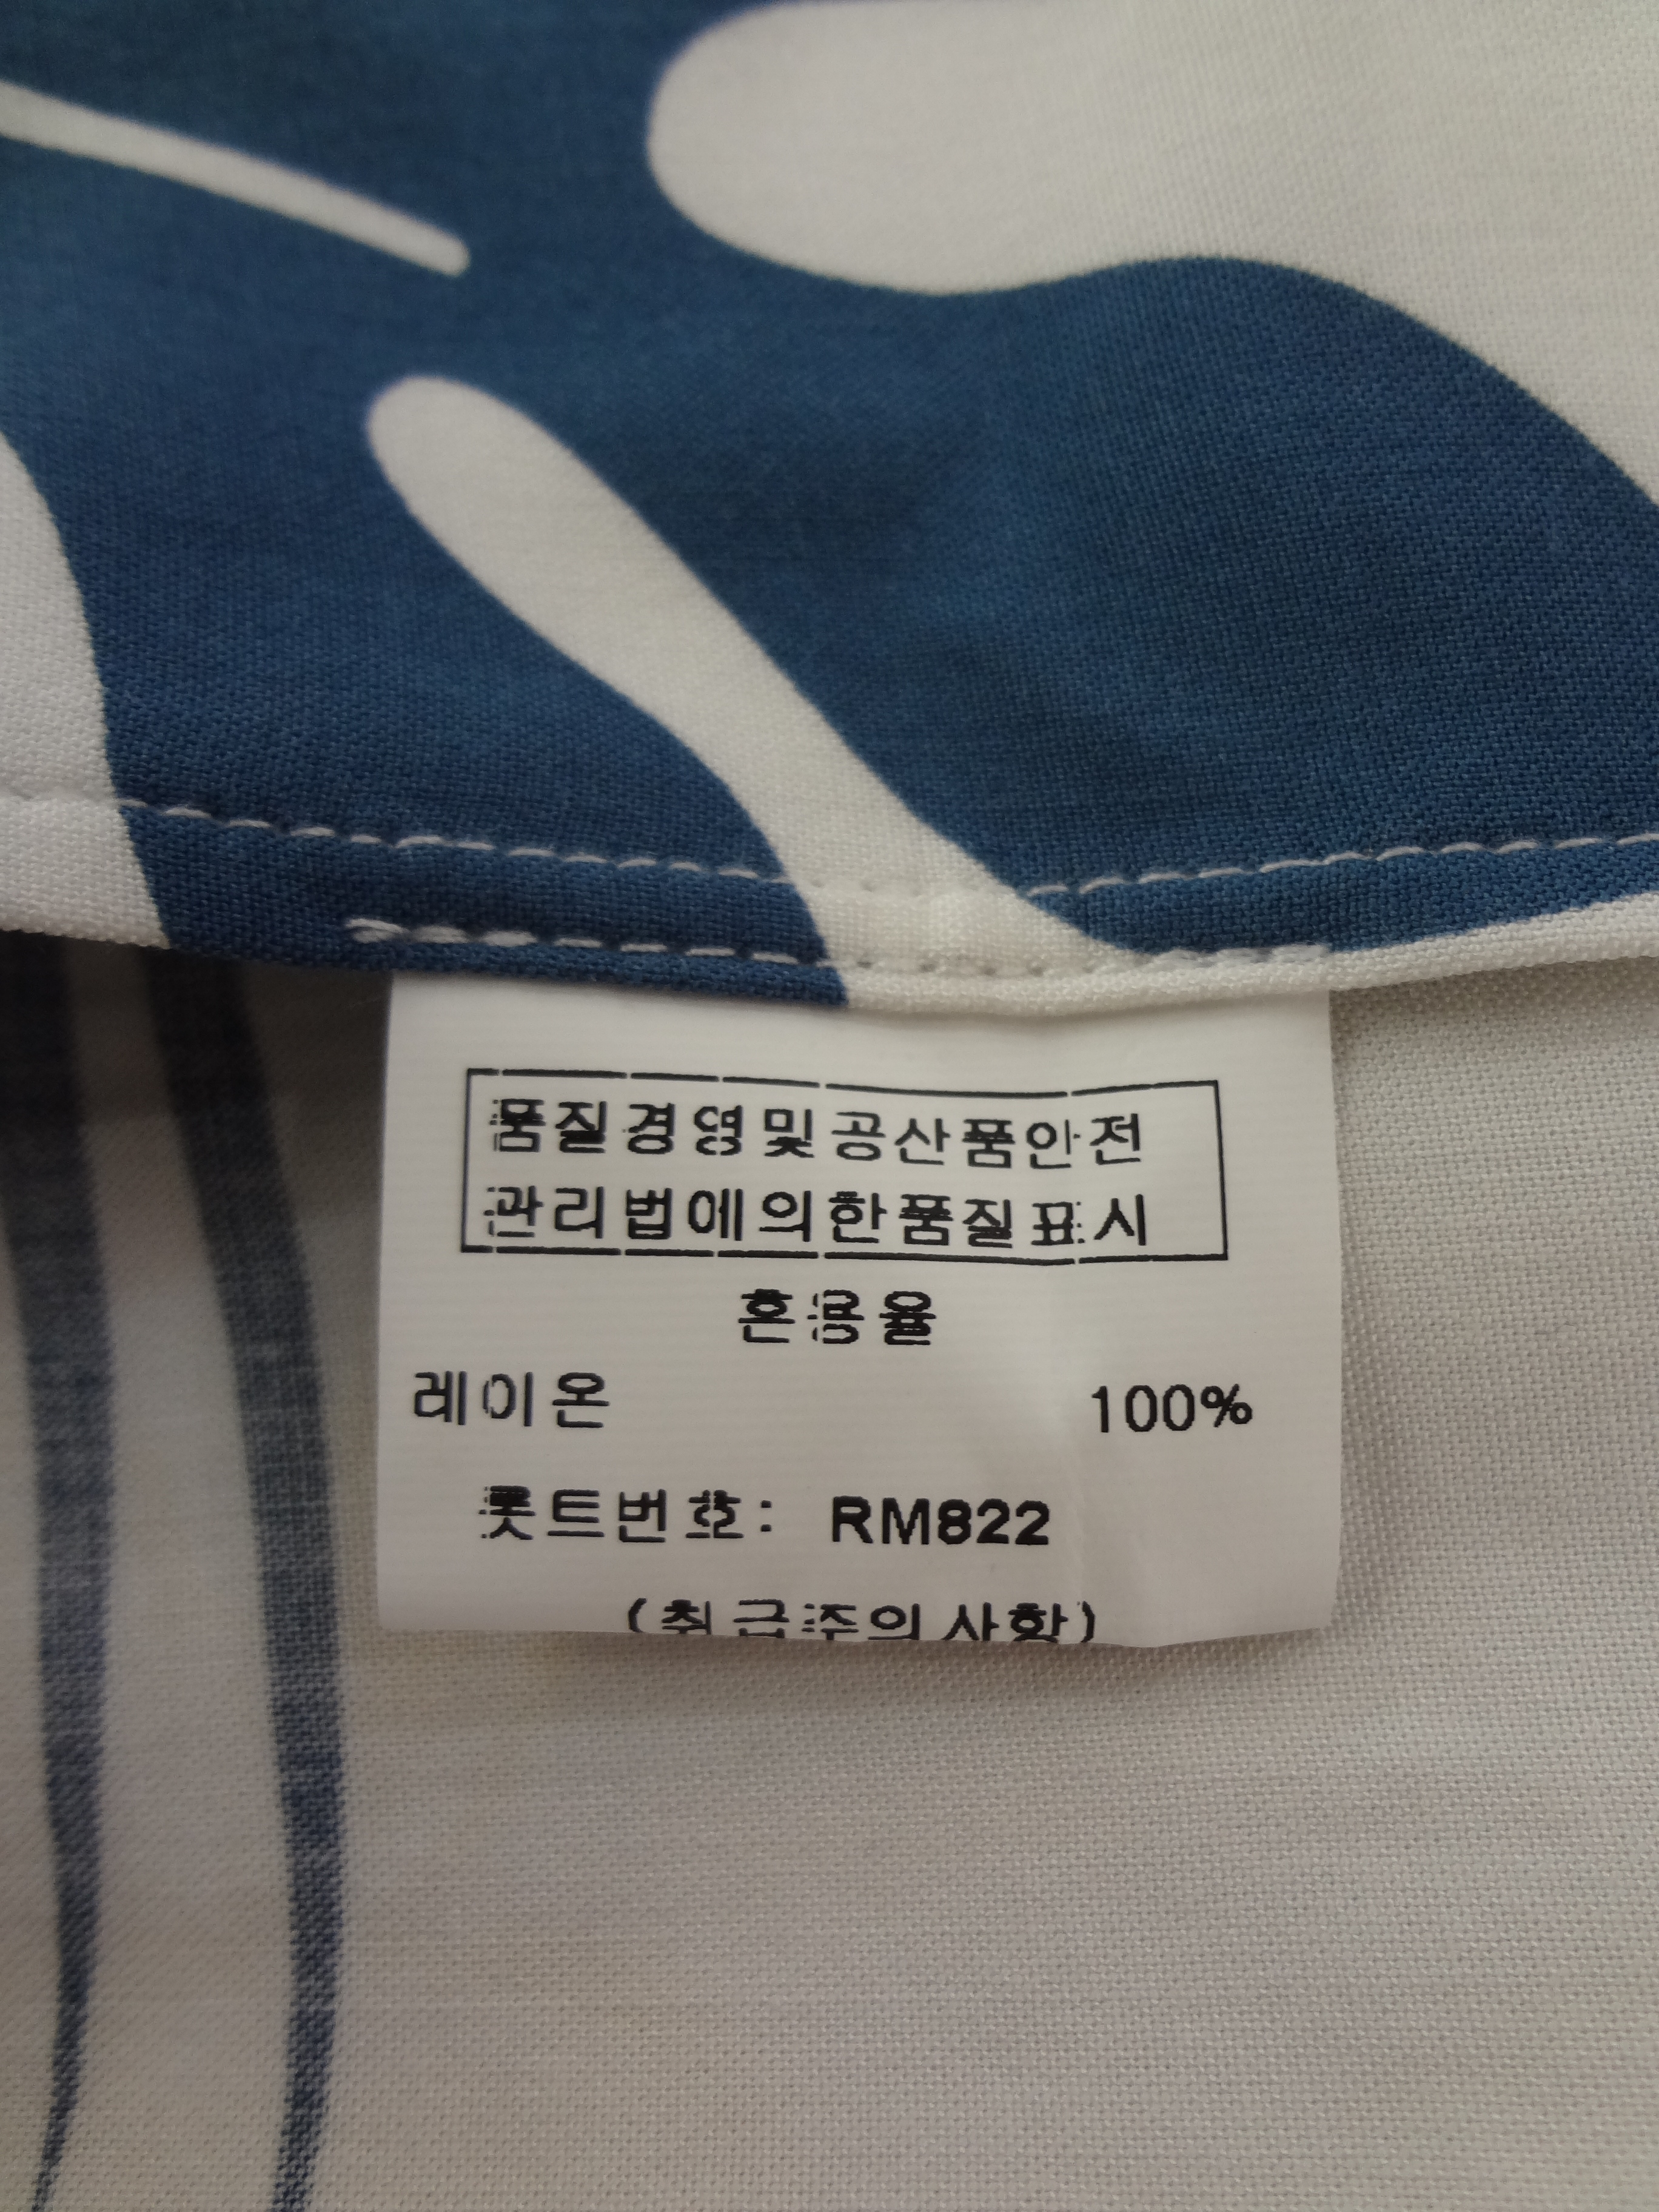 품질경영및공산품안전
관리법에의한품질표시
혼용율
레이온 100%
롯트번호: RM822
(취급주의사항)